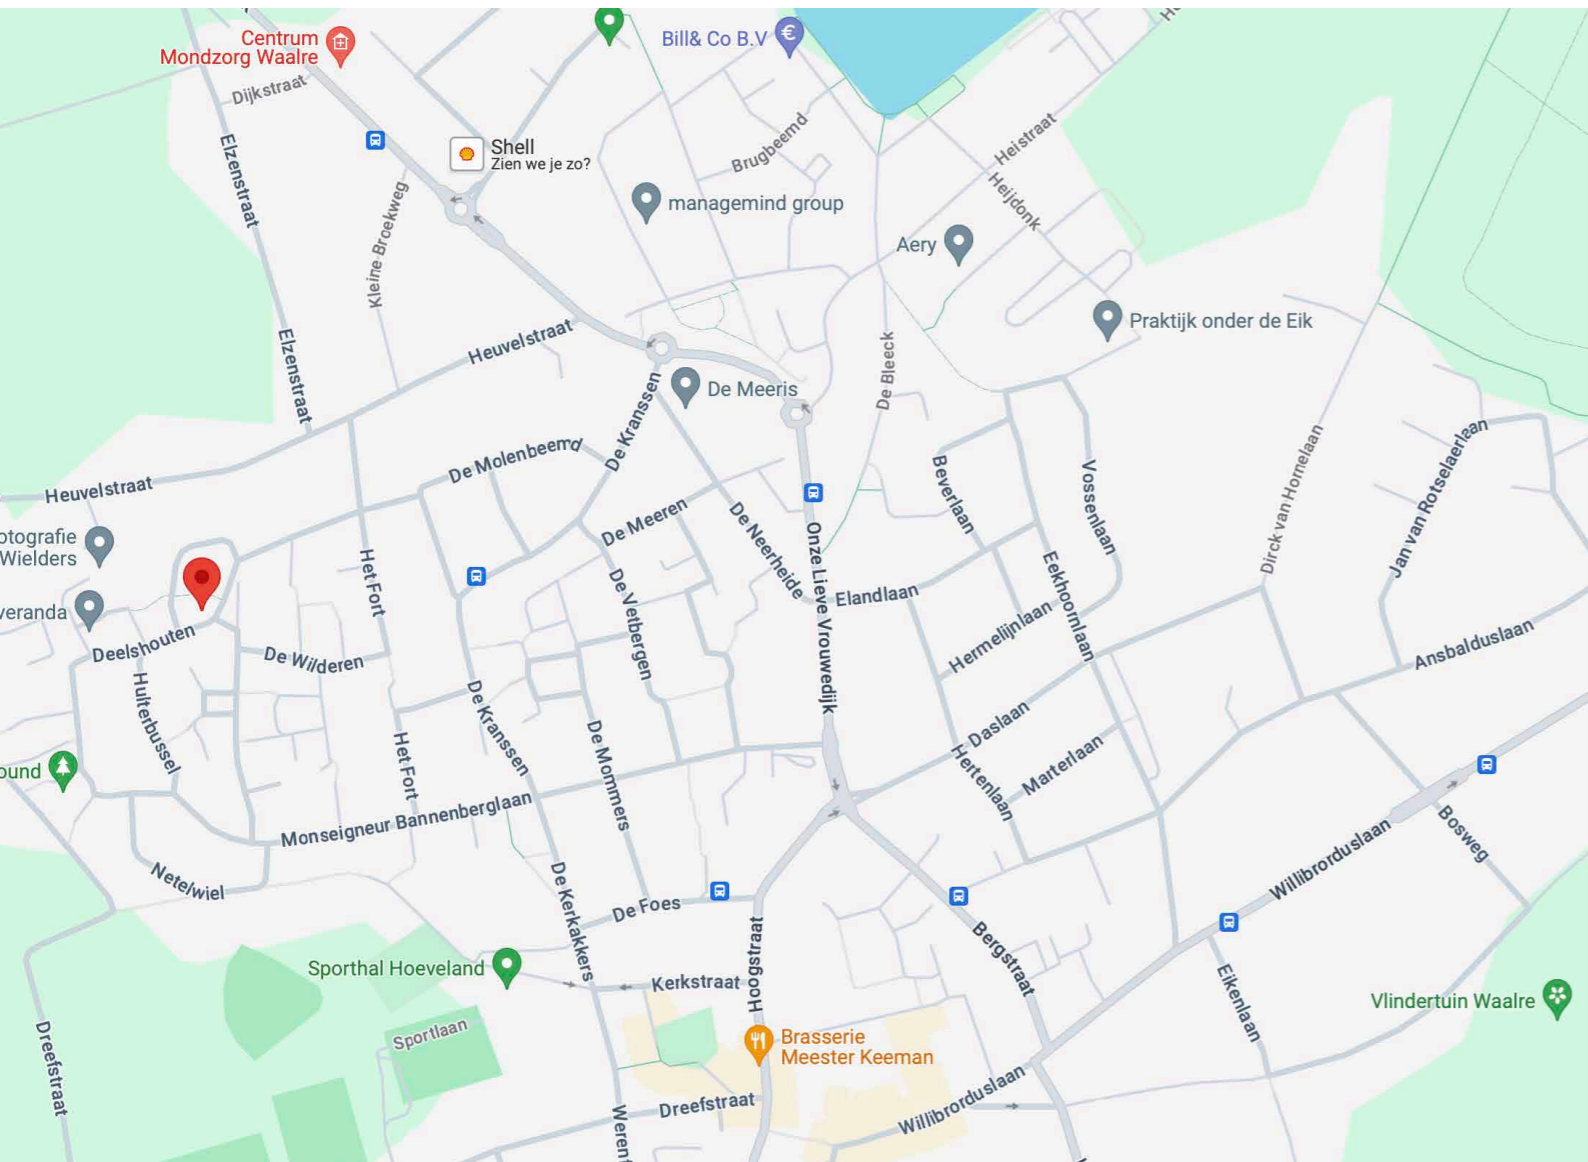 Centrum
Mondzorg Waalre
Bill& Co B.V
Dijkstraat
Shell
Zien we je zo?
Elzenstraat
Brugbeemd
Heistraat
Heijdonk
Kleine Broekweg
managemind group
Aery
Praktijk onder de Eik
Elzenstraat
Heuvelstraat
De Meeris
De Bleeck
De Kranssen
De Molenbeemd
Heuvelstraat
Beverlaan
Vossenlaan
Dirck van Hornelaan
Jan van Rotselaerlaan
otografie
Wielders
De Meeren
De Neerheide
Onze Lieve Vrouwedijk
Het Fort
De Vetbergen
Elandlaan
Eekhoornlaan
Hermelijnlaan
veranda
Deelshouten
De Wilderen
Ansbalduslaan
Hulterbussel
De Kranssen
De Mommers
Daslaan
Hertenlaan
Marterlaan
Het Fort
ound
Monseigneur Bannenberglaan
Willibrorduslaan
Bosweg
Netelwiel
De Kerkakkers
De Foes
Hoogstraat
Bergstraat
Sporthal Hoeveland
Kerkstraat
Eikenlaan
Vlindertuin Waalre
Sportlaan
Brasserie
Meester Keeman
Dreefstraat
Dreefstraat
Willibrorduslaan
Werent